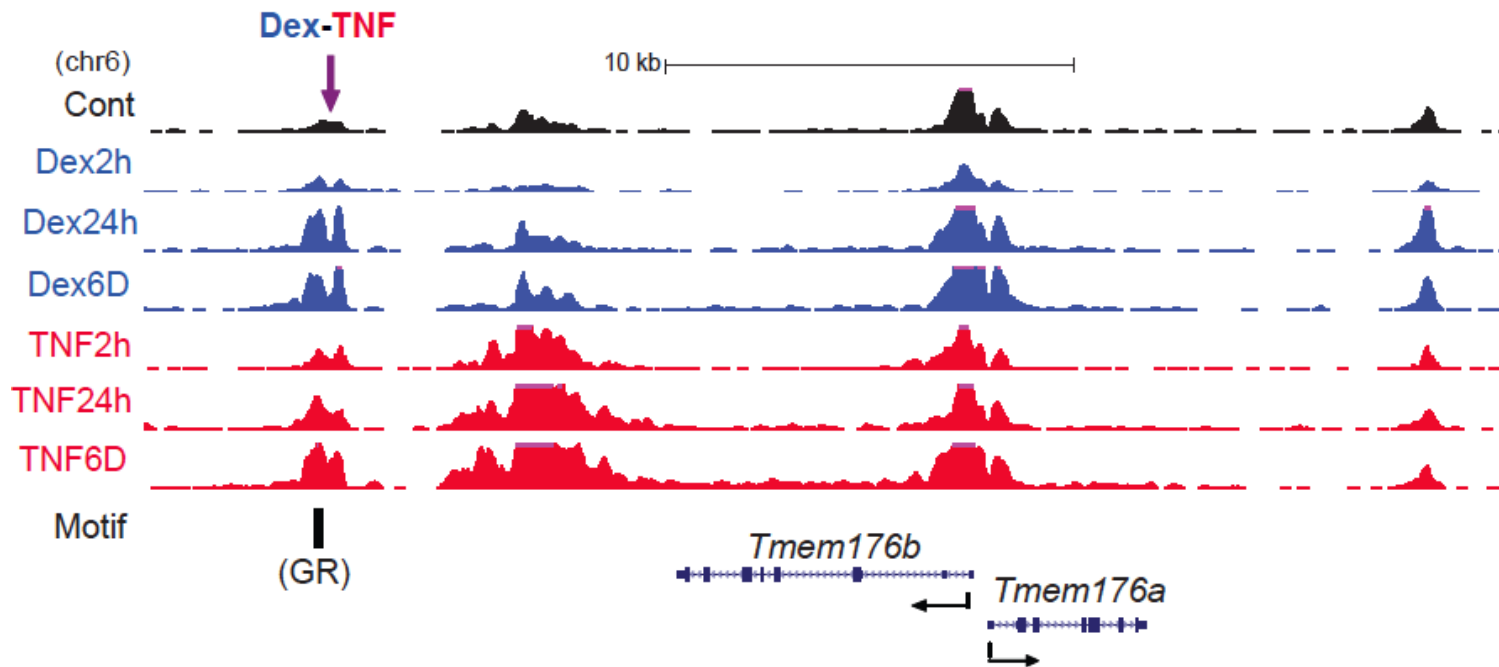 Dex-TNF
(chr6)
10 kb
Cont
Dex2h
Dex24h
Dex6D
TNF2h
TNF24h
TNF6D
Motif
(GR)
Tmem176b
Tmem176a